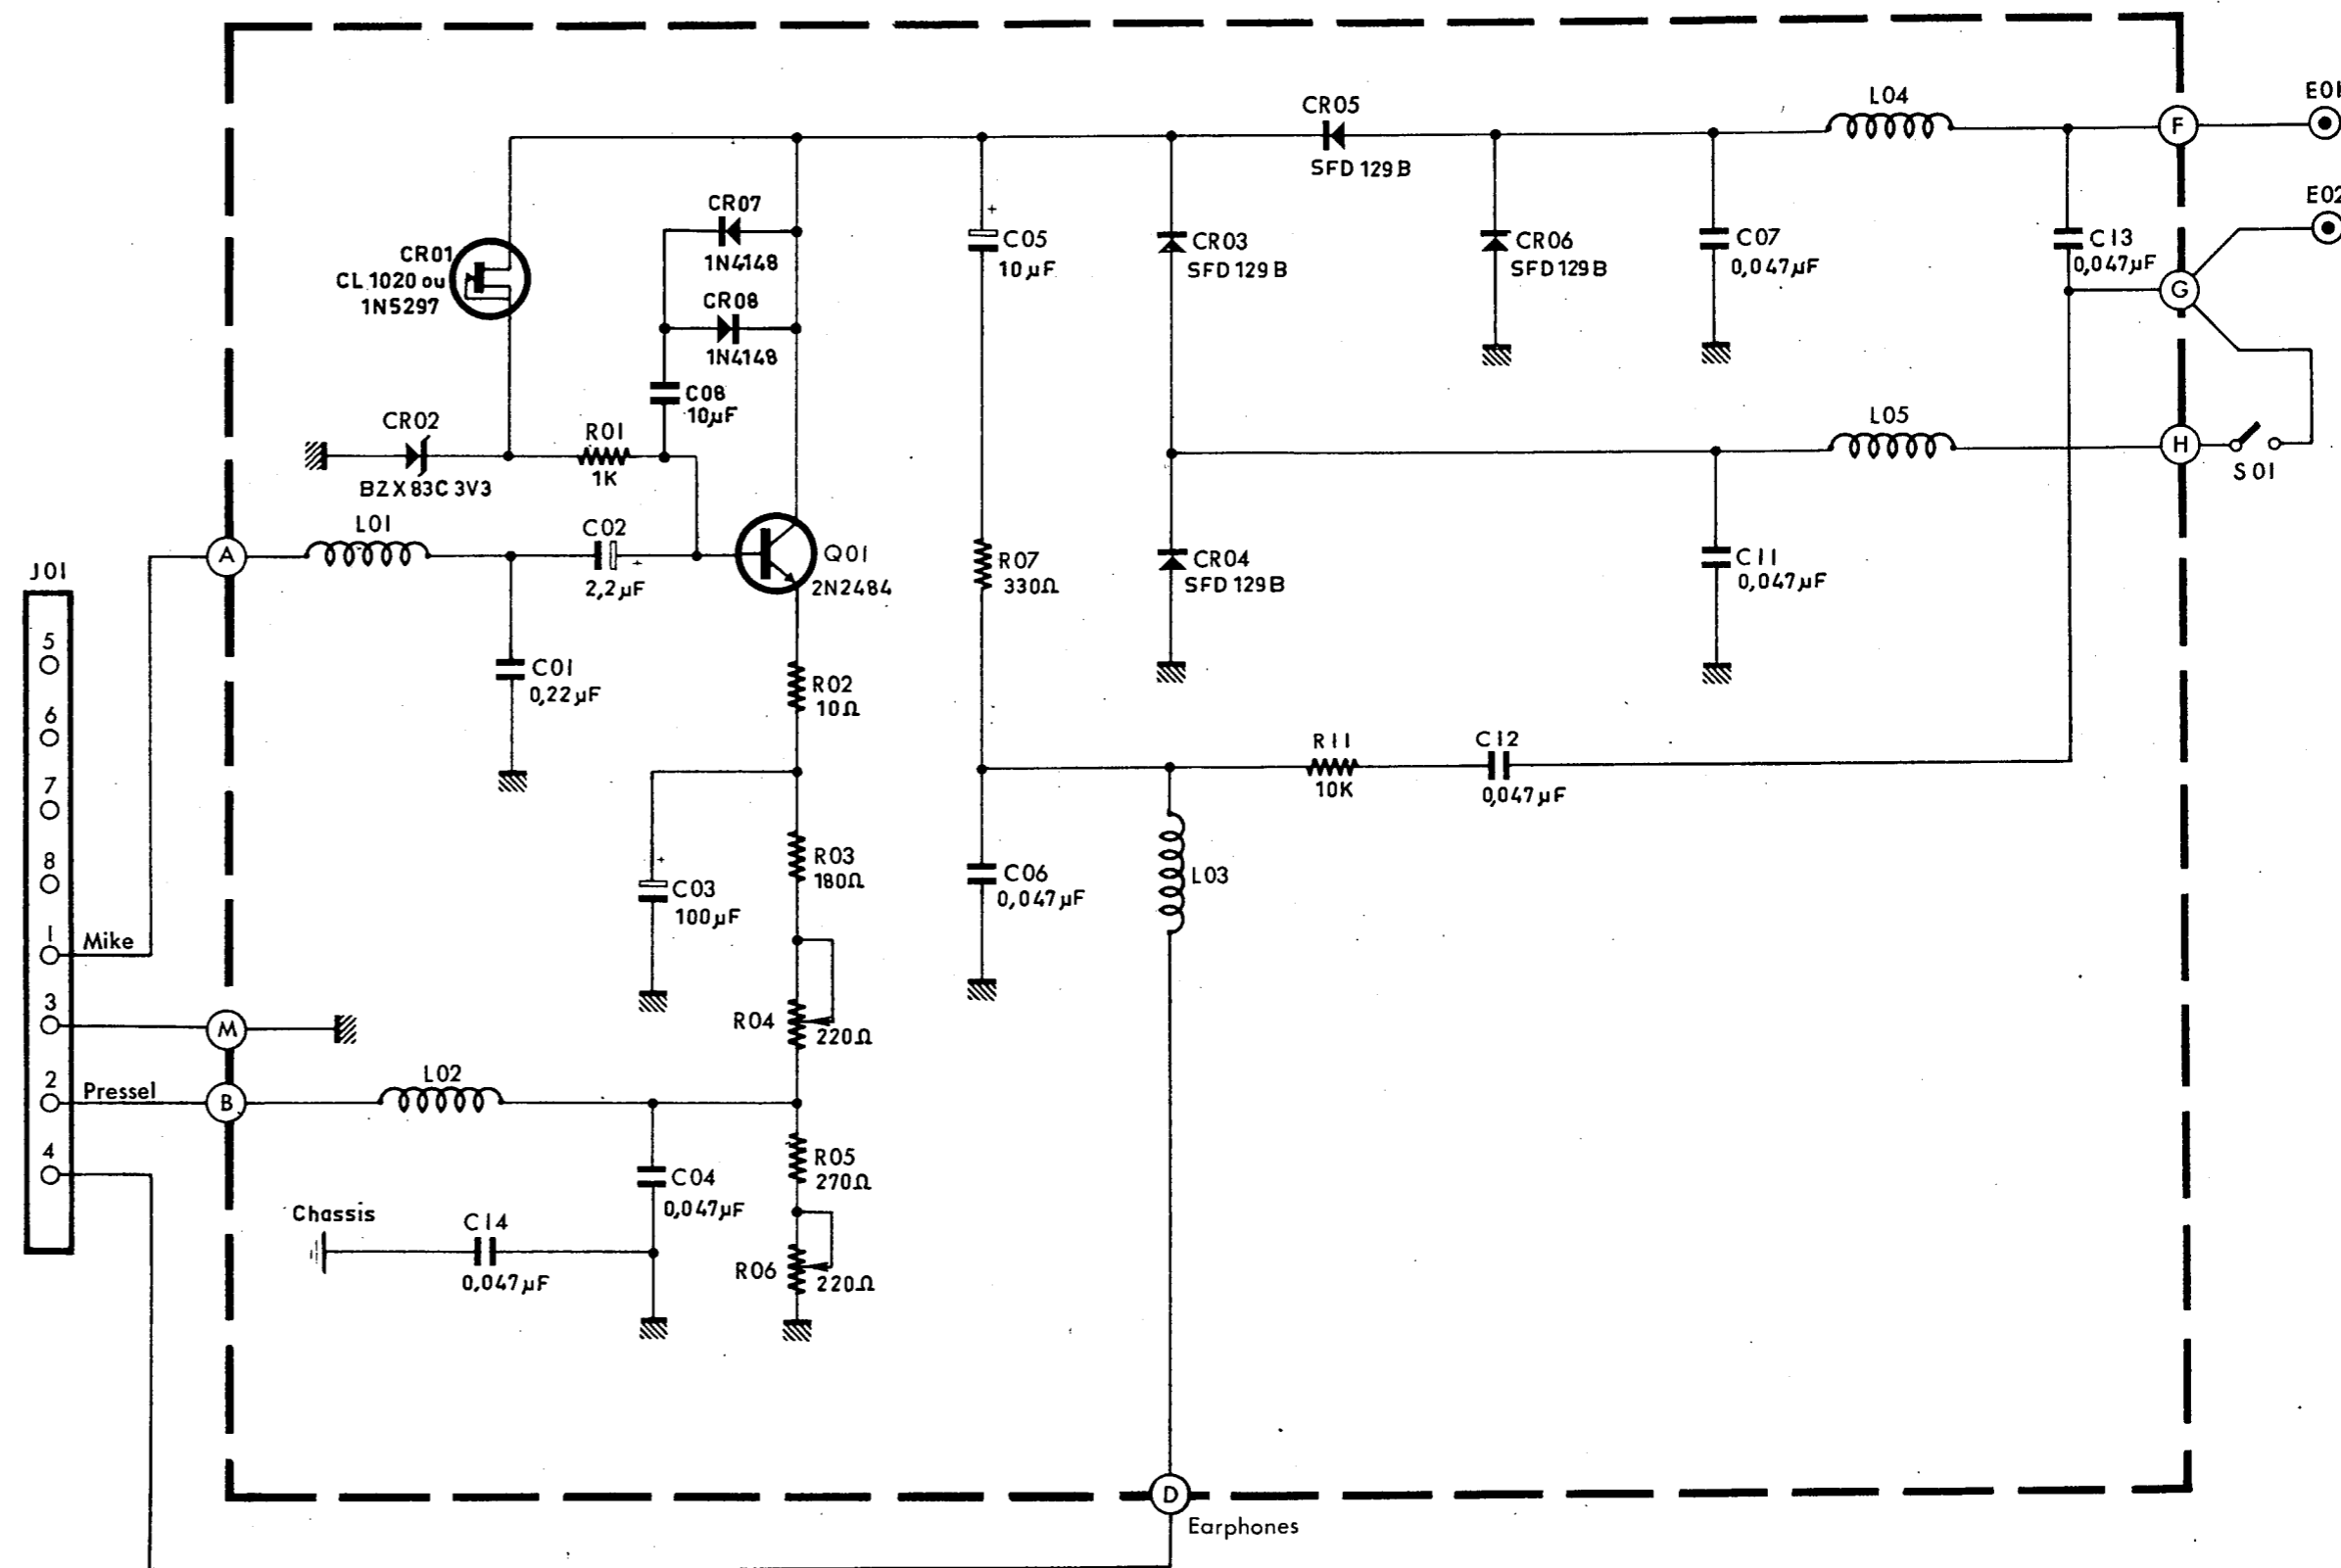 E01
L04
CR05
F
SFD 129 B
E02
CR07
1N4148
C05
10µF
CR03
SFD 129 B
CR06
SFD 129B
C07
0,047µF
C13
0,047µF
CR01
CL 1020 ou
1N5297
G
CR08
1N4148
C08
10µF
CR02
BZX 83C 3V3
R01
1K
L05
H
S01
L01
A
C02
+
2,2µF
Q01
2N2484
+
R07
330Ω
CR04
SFD 129 B
C11
0,047µF
J01
5
6
7
8
1
Mike
3
2
Pressel
4
C01
0,22µF
R02
10Ω
R11
10K
C12
0,047µF
R03
180Ω
+
C03
100µF
C06
0,047µF
L03
M
R04
220Ω
B
L02
R05
270Ω
C04
0,047µF
Chassis
C14
0,047µF
R06
220Ω
D
Earphones